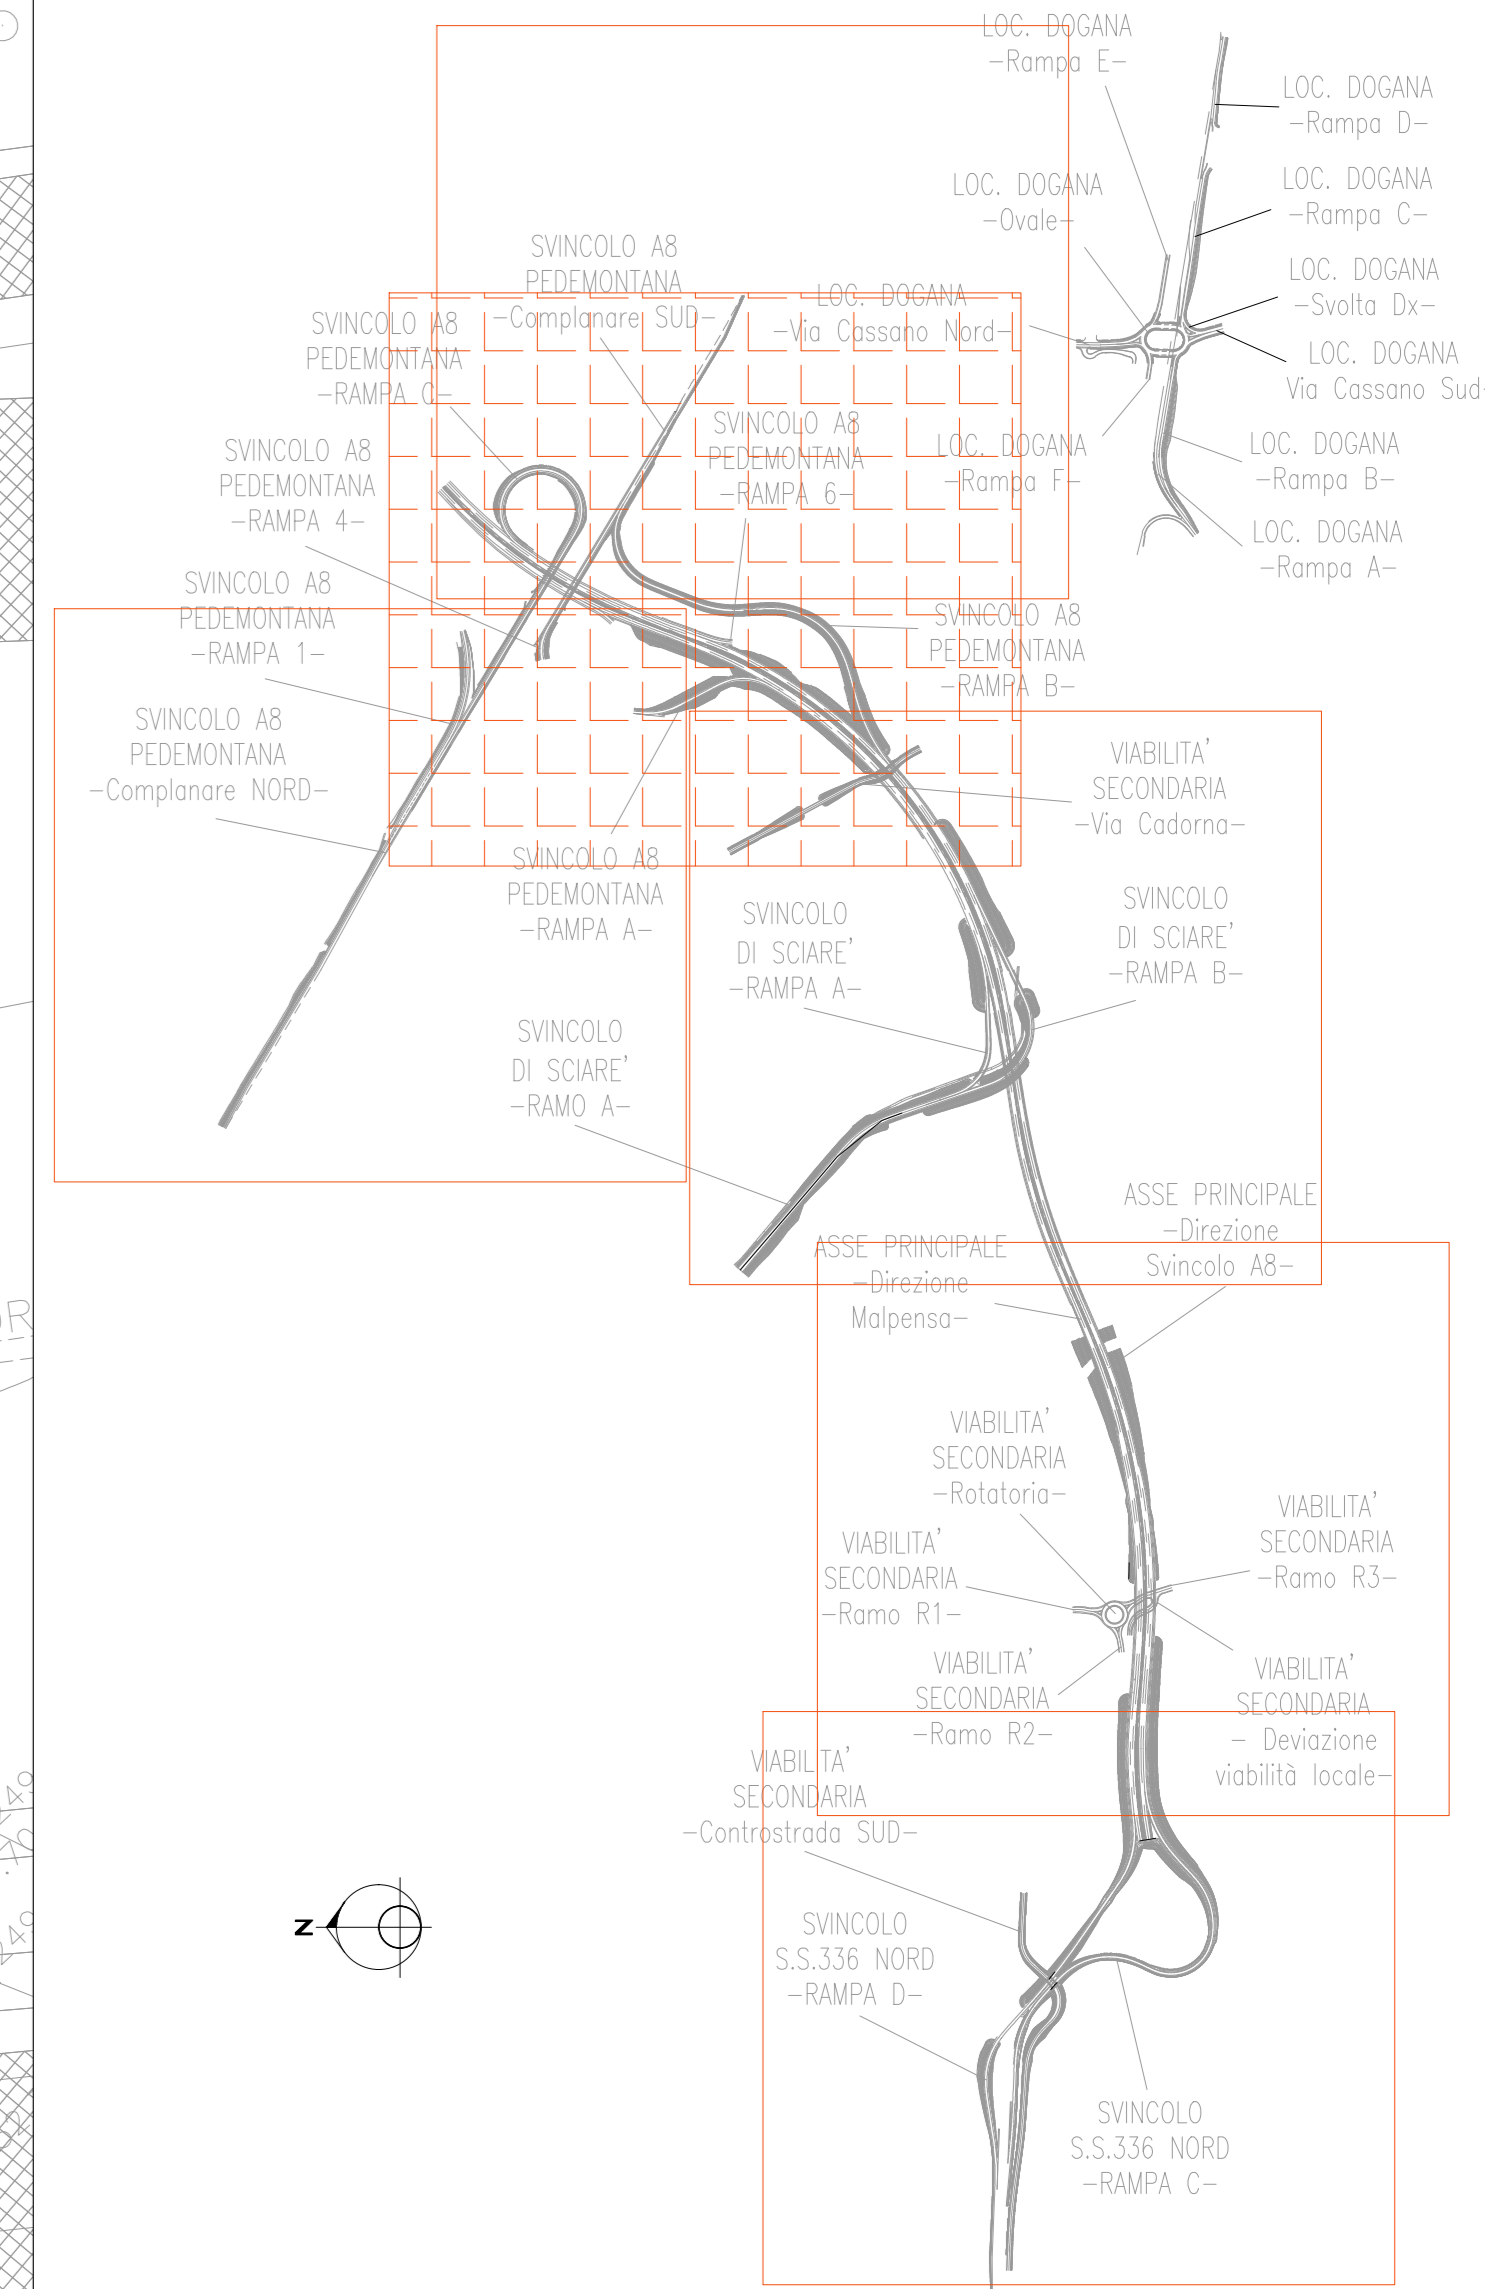 LOC. DOGANA
-Rampa E-
LOC. DOGANA
-Rampa D-
LOC. DOGANA
-Rampa C-
LOC. DOGANA
-Ovale-
SVINCOLO A8
PEDEMONTANA
-Complanare SUD-
LOC. DOGANA
-Svolta Dx-
LOC. DOGANA
-Via Cassano Nord-
SVINCOLO A8
PEDEMONTANA
-RAMPA C-
LOC. DOGANA
Via Cassano Sud-
SVINCOLO A8
PEDEMONTANA
-RAMPA 6-
LOC. DOGANA
-Rampa F-
LOC. DOGANA
-Rampa B-
SVINCOLO A8
PEDEMONTANA
-RAMPA 4-
LOC. DOGANA
-Rampa A-
SVINCOLO A8
PEDEMONTANA
-RAMPA 1-
SVINCOLO A8
PEDEMONTANA
-RAMPA B-
SVINCOLO A8
PEDEMONTANA
-Complanare NORD-
VIABILITA'
SECONDARIA
-Via Cadorna-
SVINCOLO A8
PEDEMONTANA
-RAMPA A-
SVINCOLO
DI SCIARE'
-RAMPA A-
SVINCOLO
DI SCIARE'
-RAMPA B-
SVINCOLO
DI SCIARE'
-RAMO A-
ASSE PRINCIPALE
-Direzione
Svincolo A8-
ASSE PRINCIPALE
-Direzione
Malpensa-
VIABILITA'
SECONDARIA
-Rotatoria-
VIABILITA'
SECONDARIA
-Ramo R3-
VIABILITA'
SECONDARIA
-Ramo R1-
VIABILITA'
SECONDARIA
-Ramo R2-
VIABILITA'
SECONDARIA
- Deviazione
viabilità locale-
VIABILITA'
SECONDARIA
-Controstrada SUD-
N
SVINCOLO
S.S.336 NORD
-RAMPA D-
SVINCOLO
S.S.336 NORD
-RAMPA C-